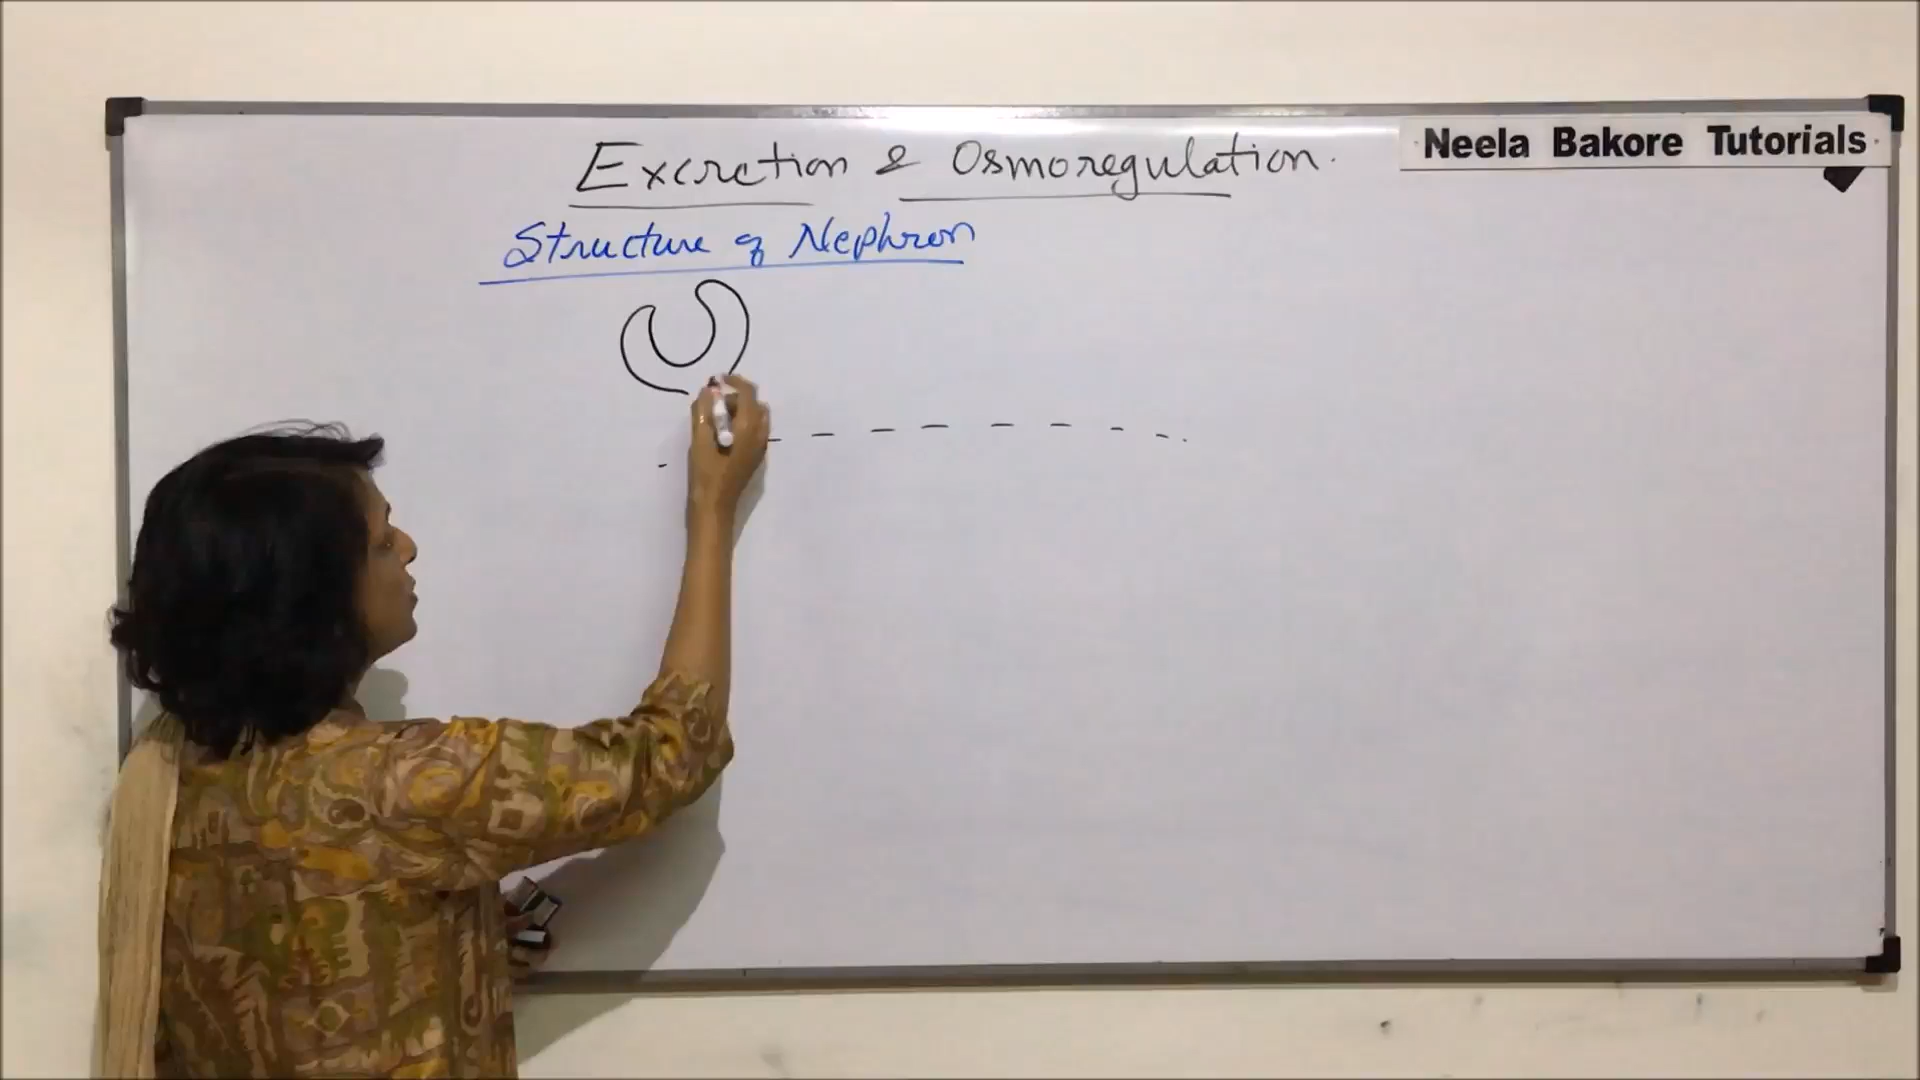 Excretion & Osmoregulation.
Neela Bakore Tutorials
Structure of Nephron